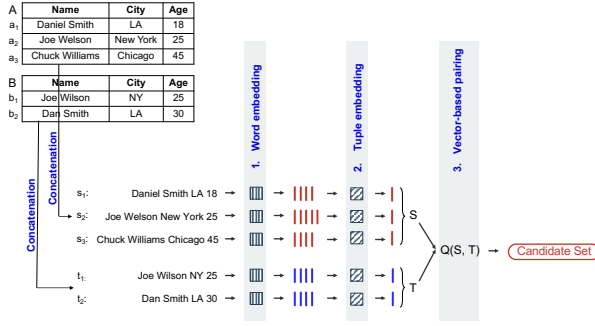 A Name City Age
a1 Daniel Smith LA 18
a2 Joe Welson New York 25
a3 Chuck Williams Chicago 45
B Name City Age
b1 Joe Wilson NY 25
b2 Dan Smith LA 30
Concatenation
Concatenation
1. Word embedding
2. Tuple embedding
3. Vector-based pairing
s1: Daniel Smith LA 18
s2: Joe Welson New York 25
s3: Chuck Williams Chicago 45
S
Q(S, T)
Candidate Set
t1: Joe Wilson NY 25
t2: Dan Smith LA 30
T